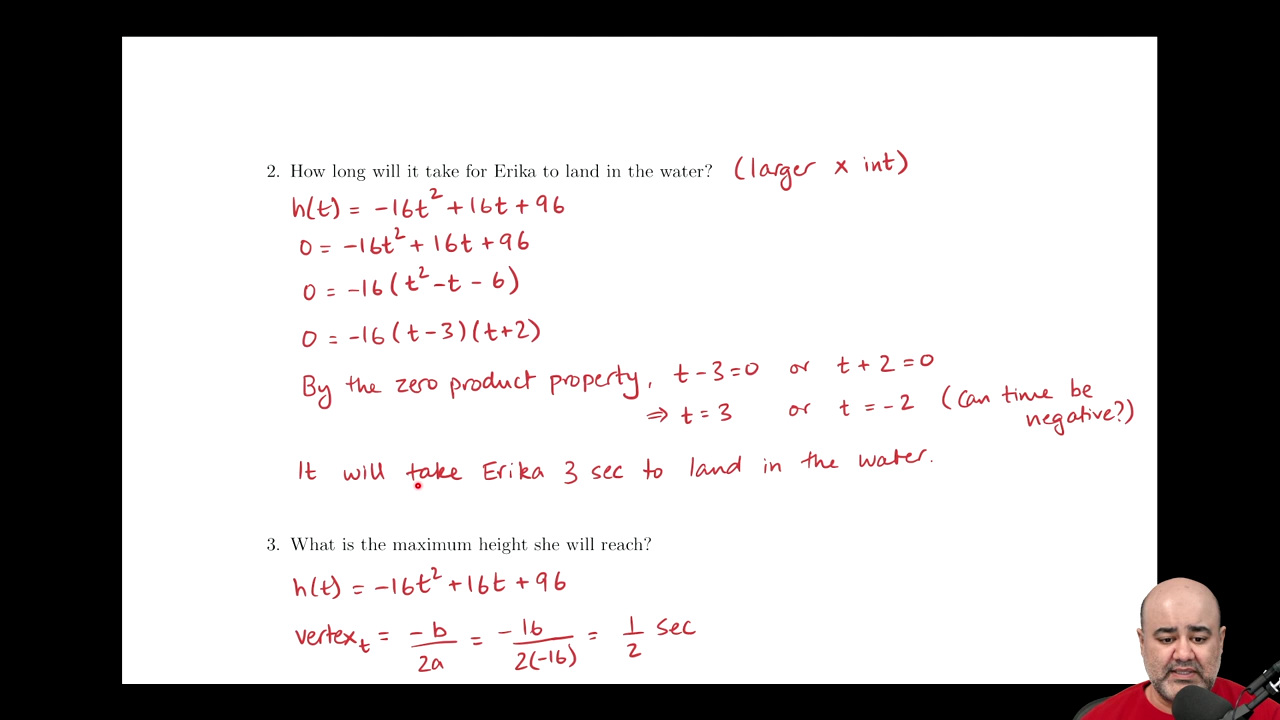 2. How long will it take for Erika to land in the water? (larger x int)
h(t) = -16t² + 16t + 96
0 = -16t² + 16t + 96
0 = -16(t² - t - 6)
0 = -16(t - 3)(t + 2)
By the zero product property, t - 3 = 0 or t + 2 = 0
⇒ t = 3 or t = -2 (Can time be negative?)
It will take Erika 3 sec to land in the water.
3. What is the maximum height she will reach?
h(t) = -16t² + 16t + 96
vertexₜ = -b/2a = -16/2(-16) = 1/2 sec